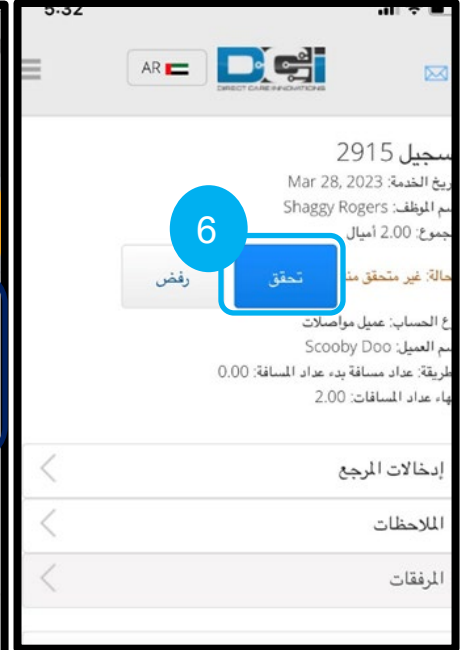 5:32
AR
DCI
DIRECT CARE INNOVATIONS
سجيل 2915
ريخ الخدمة: Mar 28, 2023
سم الموظف: Shaggy Rogers
جموع: 2.00 أميال
6
حالة: غير متحقق من
تحقق
رفض
ع الحساب: عميل مواصلات
سم العميل: Scooby Doo
طريقة: عداد مسافة بدء عداد المسافة: 0.00
هاء عداد المسافات: 2.00
إدخالات المرجع
الملاحظات
المرفقات